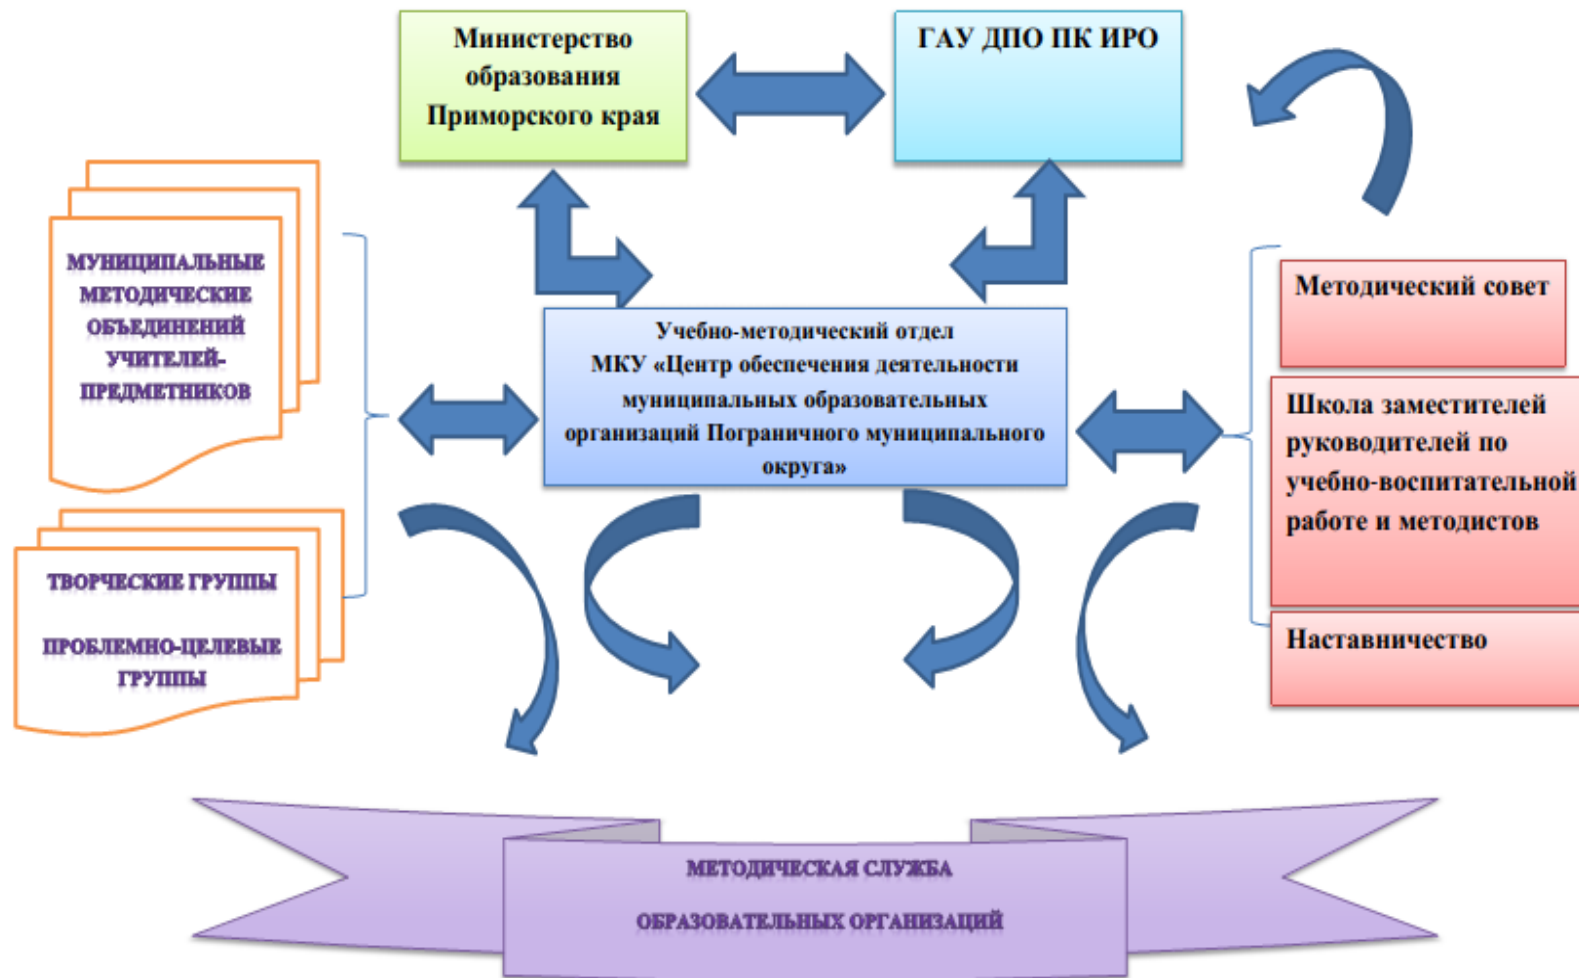 Министерство
образования
Приморского края
ГАУ ДПО ПК ИРО
МУНИЦИПАЛЬНЫЕ
МЕТОДИЧЕСКИЕ
ОБЪЕДИНЕНИЙ
УЧИТЕЛЕЙ-
ПРЕДМЕТНИКОВ
ТВОРЧЕСКИЕ ГРУППЫ
ПРОБЛЕМНО-ЦЕЛЕВЫЕ
ГРУППЫ
Учебно-методический отдел
МКУ «Центр обеспечения деятельности
муниципальных образовательных
организаций Пограничного муниципального
округа»
Методический совет
Школа заместителей
руководителей по
учебно-воспитательной
работе и методистов
Наставничество
МЕТОДИЧЕСКАЯ СЛУЖБА
ОБРАЗОВАТЕЛЬНЫХ ОРГАНИЗАЦИЙ